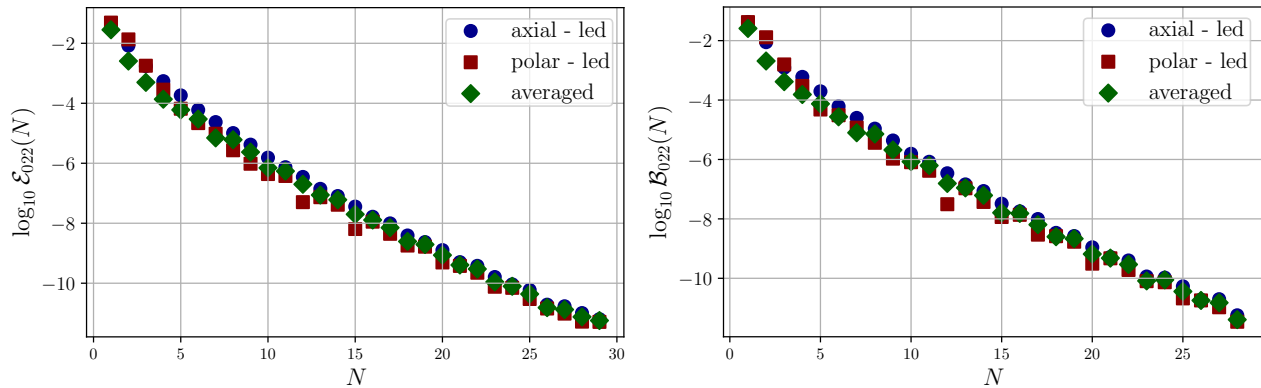 axial - led
polar - led
averaged
−2
−4
−6
−8
−10
log₁₀ ℰ₀₂₂(N)
0
5
10
15
20
25
30
N
axial - led
polar - led
averaged
−2
−4
−6
−8
−10
log₁₀ ℬ₀₂₂(N)
0
5
10
15
20
25
N